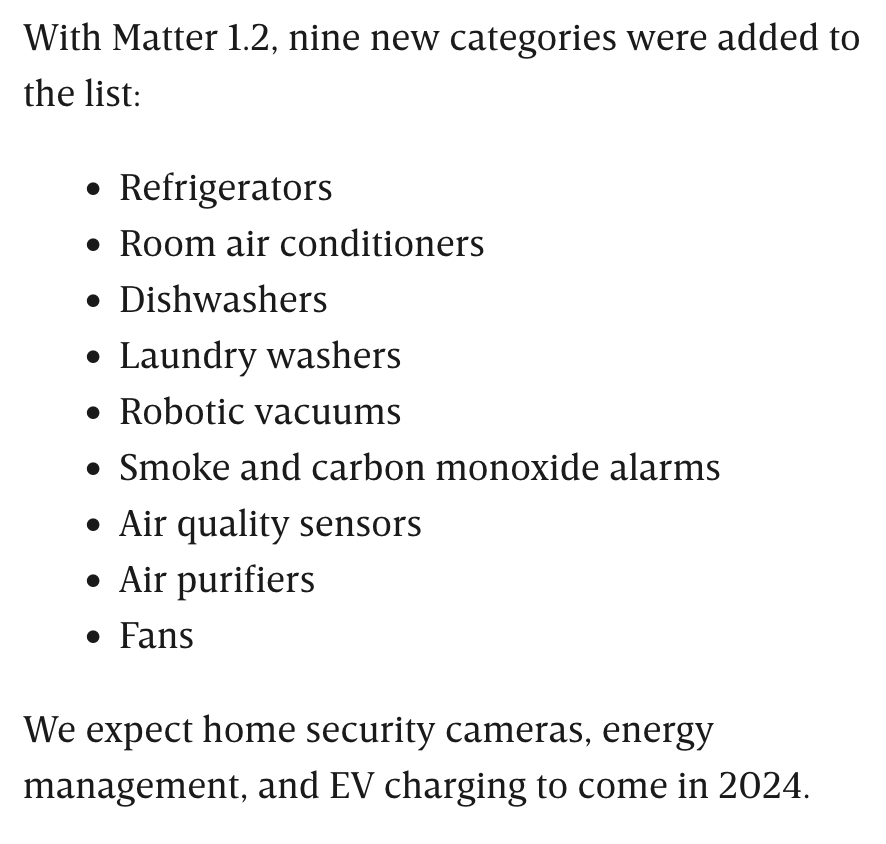 With Matter 1.2, nine new categories were added to
the list:
• Refrigerators
• Room air conditioners
• Dishwashers
• Laundry washers
• Robotic vacuums
• Smoke and carbon monoxide alarms
• Air quality sensors
• Air purifiers
• Fans
We expect home security cameras, energy
management, and EV charging to come in 2024.